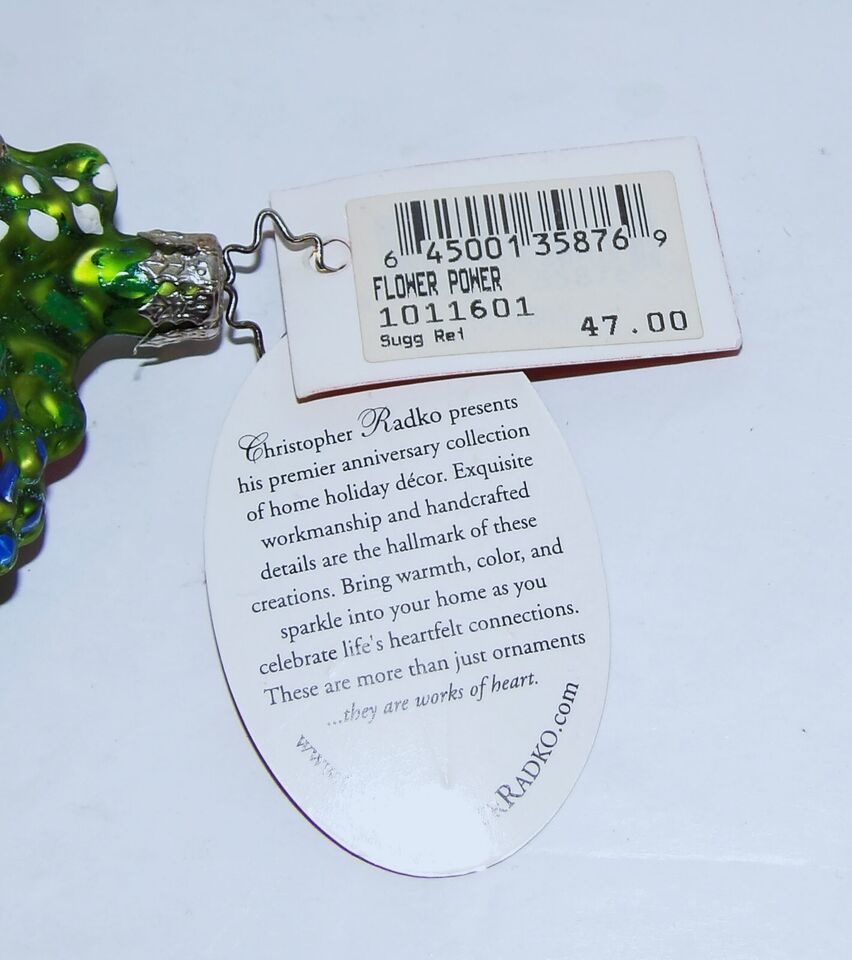 6 45001 35876 9
FLOWER POWER
1011601
Sugg Ret 47.00
Christopher Radko presents
his premier anniversary collection
of home holiday décor. Exquisite
workmanship and handcrafted
details are the hallmark of these
creations. Bring warmth, color, and
sparkle into your home as you
celebrate life's heartfelt connections.
These are more than just ornaments
...they are works of heart.
www. RADKO.com